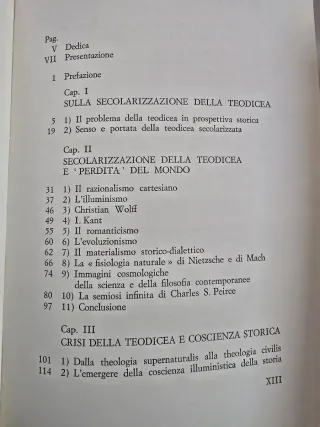 Pag.
V Dedica
VII Presentazione
1 Prefazione
Cap. I
SULLA SECOLARIZZAZIONE DELLA TEODICEA
5 1) Il problema della teodicea in prospettiva storica
19 2) Senso e portata della teodicea secolarizzata
Cap. II
SECOLARIZZAZIONE DELLA TEODICEA
E 'PERDITA' DEL MONDO
31 1) Il razionalismo cartesiano
37 2) L'illuminismo
46 3) Christian Wolff
49 4) I. Kant
55 5) Il romanticismo
60 6) L'evoluzionismo
62 7) Il materialismo storico-dialettico
66 8) La « fisiologia naturale » di Nietzsche e di Mach
74 9) Immagini cosmologiche
della scienza e della filosofia contemporanee
80 10) La semiosi infinita di Charles S. Peirce
97 11) Conclusione
Cap. III
CRISI DELLA TEODICEA E COSCIENZA STORICA
101 1) Dalla theologia supernaturalis alla theologia civilis
114 2) L'emergere della coscienza illuministica della storia
XIII